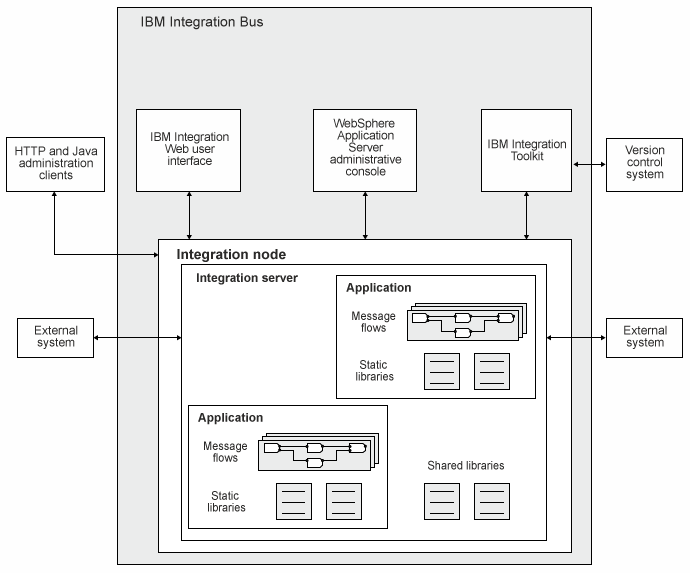 IBM Integration Bus
HTTP and Java
administration
clients
IBM Integration
Web user
interface
WebSphere
Application
Server
administrative
console
IBM Integration
Toolkit
Version
control
system
Integration node
Integration server
Application
Message
flows
Static
libraries
External
system
External
system
Application
Message
flows
Static
libraries
Shared libraries